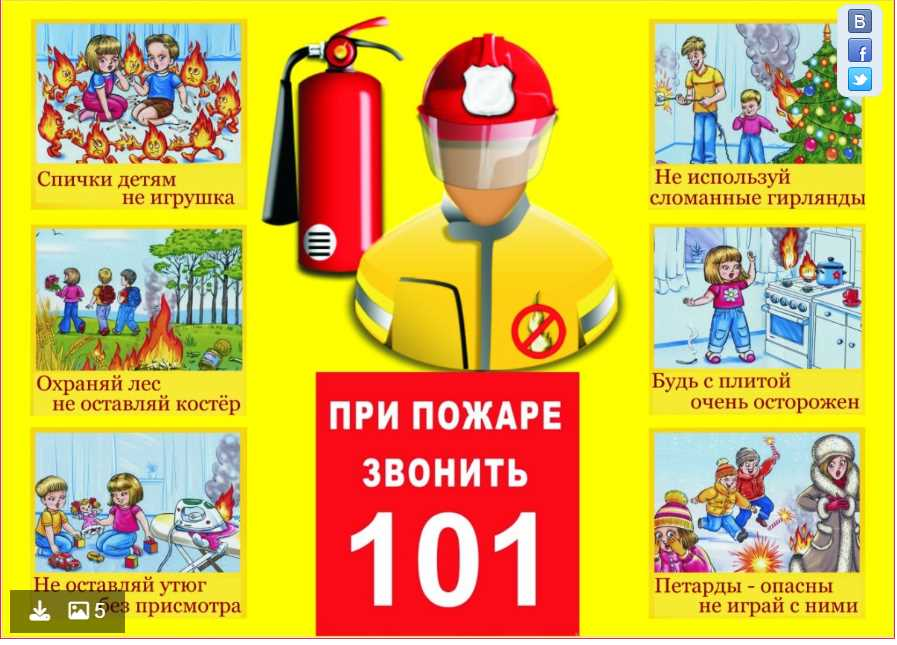 Спички детям
не игрушка
Охраняй лес
не оставляй костёр
Не оставляй утюг
без присмотра
ПРИ ПОЖАРЕ
ЗВОНИТЬ
101
Не используй
сломанные гирлянды
Будь с плитой
очень осторожен
Петарды - опасны
не играй с ними
5